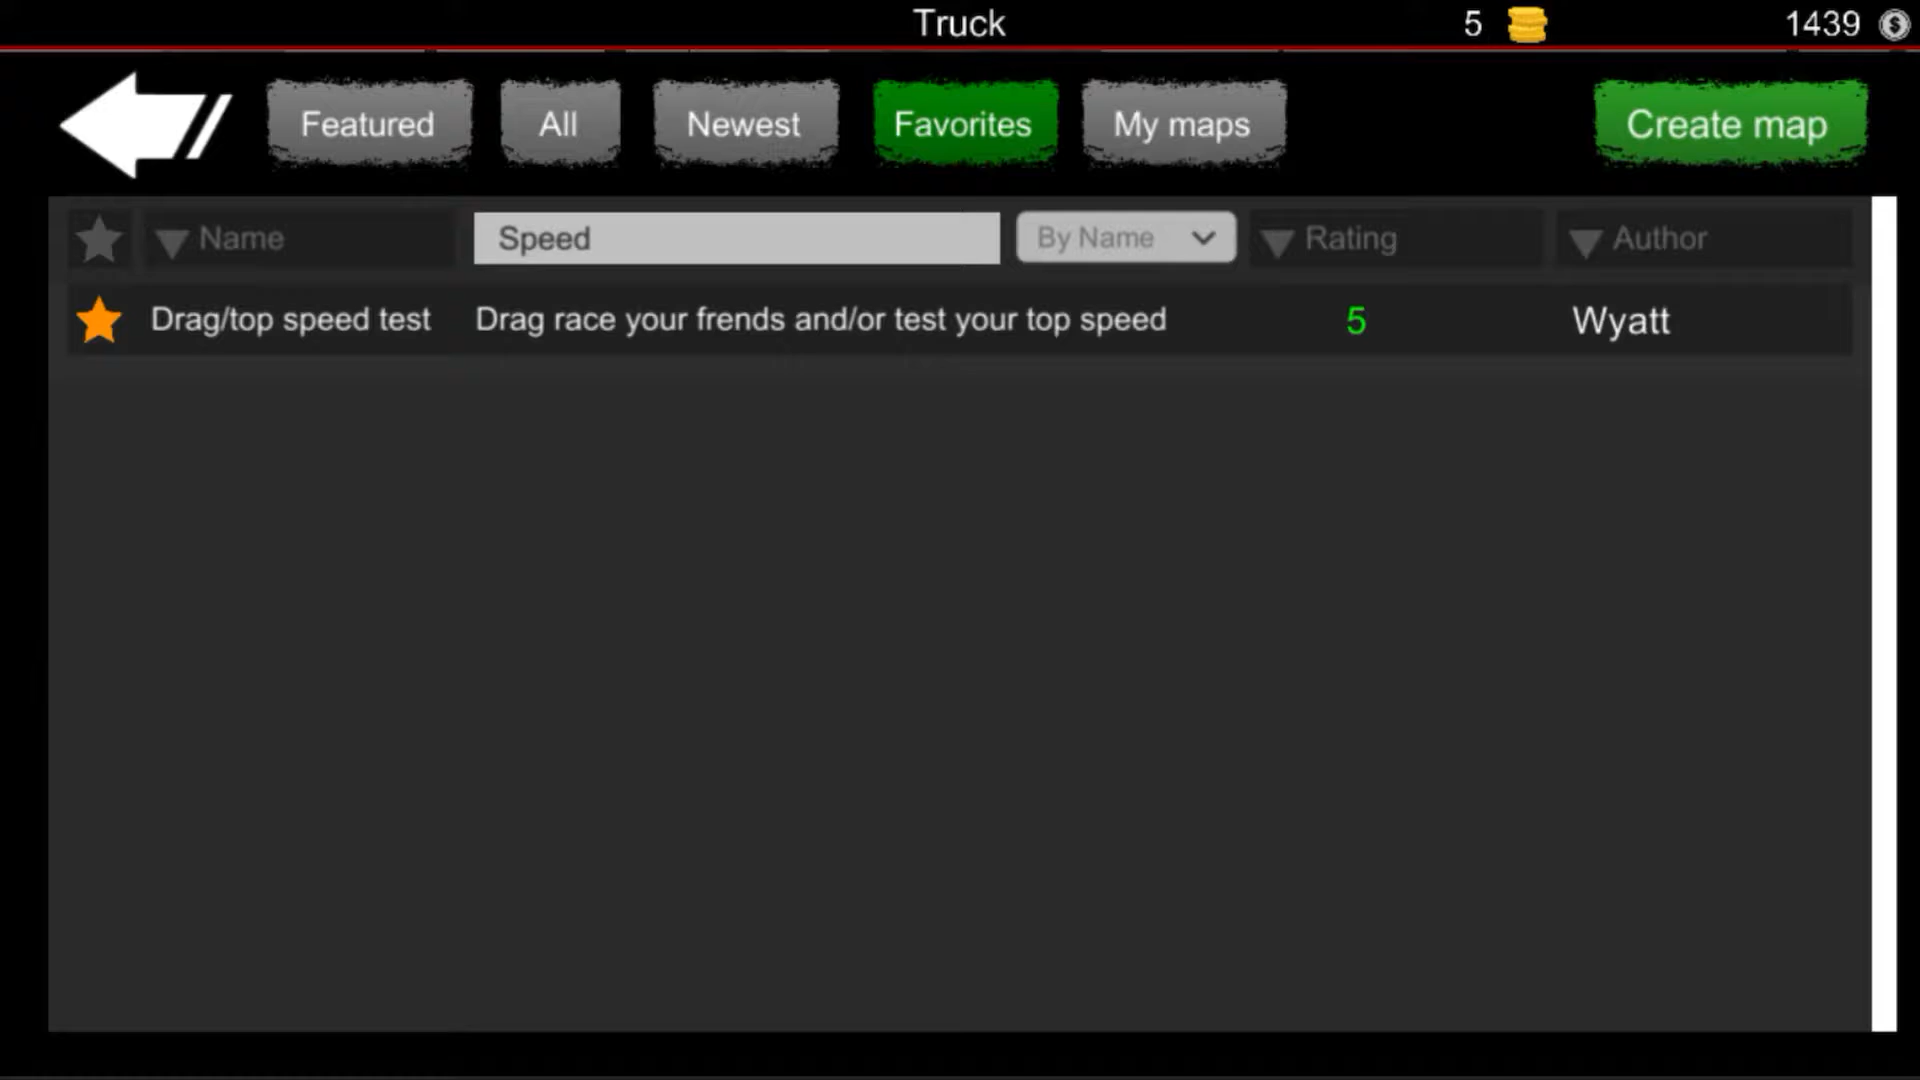 Truck
5
1439
Featured
All
Newest
Favorites
My maps
Create map
Name
Speed
By Name
Rating
Author
Drag/top speed test
Drag race your frends and/or test your top speed
5
Wyatt